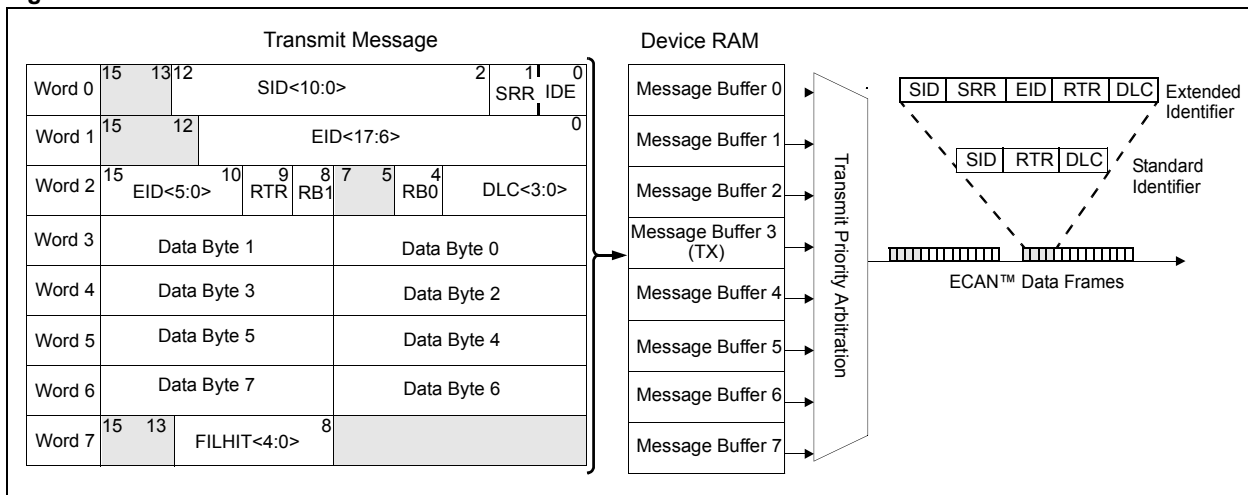 Transmit Message
Device RAM
Word 0
15 13 12 SID<10:0> 2 1 0
SRR IDE
Word 1
15 12 EID<17:6> 0
Word 2
15 EID<5:0> 10 9 RTR 8 RB1 7 5 4 RB0 DLC<3:0>
Word 3
Data Byte 1
Data Byte 0
Word 4
Data Byte 3
Data Byte 2
Word 5
Data Byte 5
Data Byte 4
Word 6
Data Byte 7
Data Byte 6
Word 7
15 13 FILHIT<4:0> 8
Message Buffer 0
Message Buffer 1
Message Buffer 2
Message Buffer 3
(TX)
Message Buffer 4
Message Buffer 5
Message Buffer 6
Message Buffer 7
Transmit Priority Arbitration
SID SRR EID RTR DLC
Extended
Identifier
SID RTR DLC
Standard
Identifier
ECAN™ Data Frames